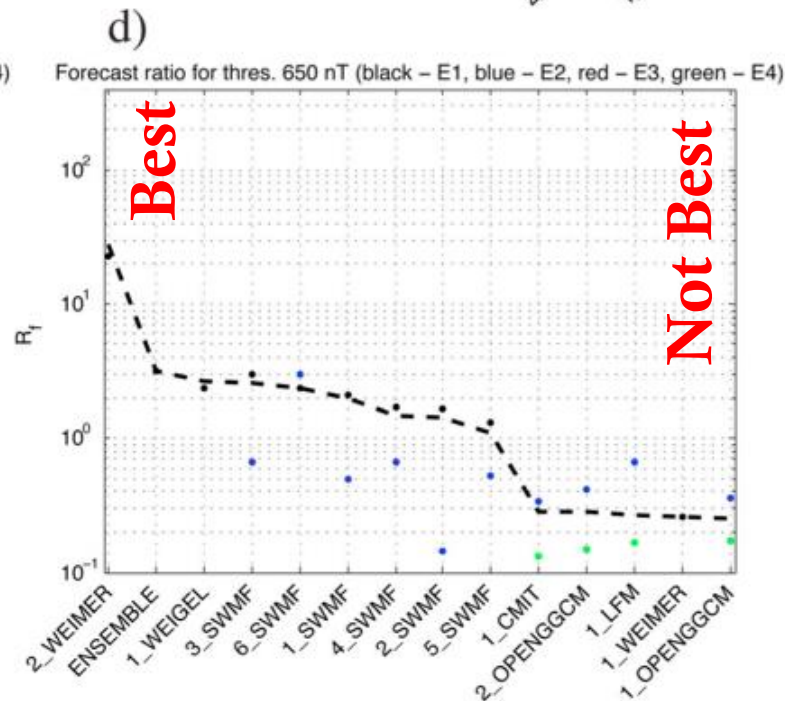 d)
4)
Forecast ratio for thres. 650 nT (black – E1, blue – E2, red – E3, green – E4)
Best
Not Best
10²
10¹
10⁰
10⁻¹
R_f
2_WEIMER
ENSEMBLE
1_WEIGEL
3_SWMF
6_SWMF
1_SWMF
4_SWMF
2_SWMF
5_SWMF
1_CMIT
2_OPENGGCM
1_LFM
1_WEIMER
1_OPENGGCM